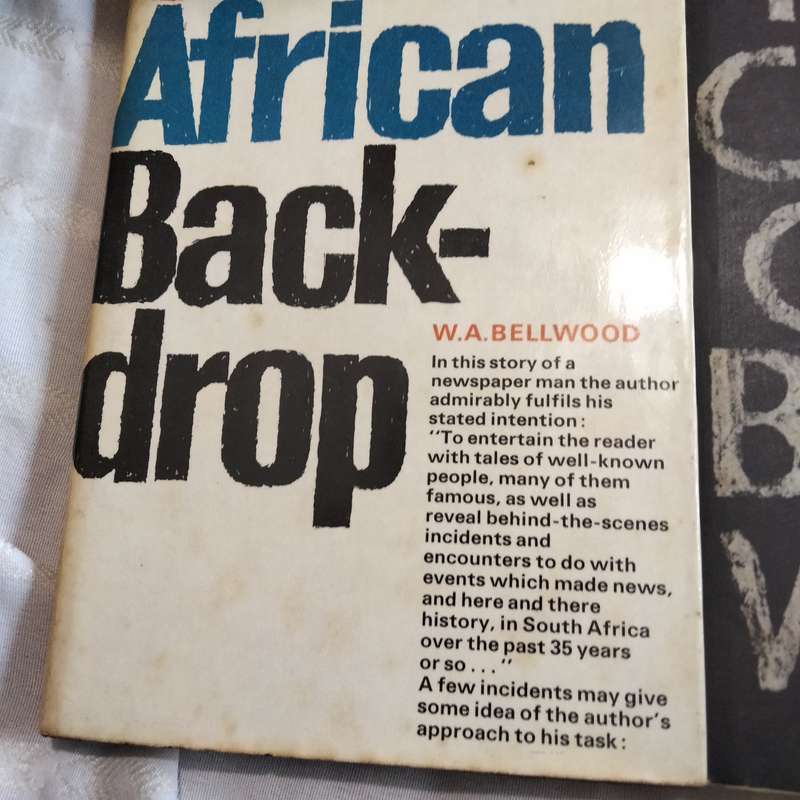 African
Back-
drop
W.A.BELLWOOD
In this story of a
newspaper man the author
admirably fulfils his
stated intention:
"To entertain the reader
with tales of well-known
people, many of them
famous, as well as
reveal behind-the-scenes
incidents and
encounters to do with
events which made news,
and here and there
history, in South Africa
over the past 35 years
or so..."
A few incidents may give
some idea of the author's
approach to his task: